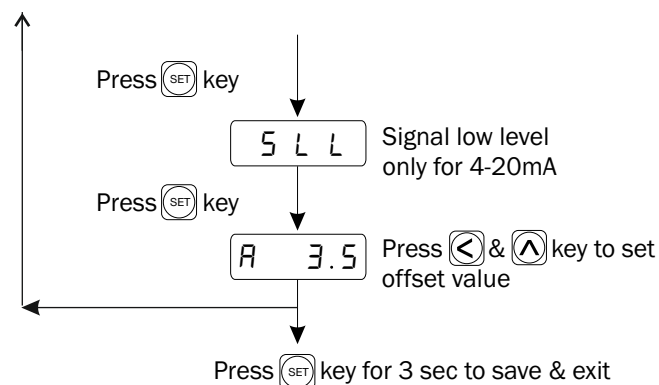 Press SET key
S L L
Signal low level
only for 4-20mA
Press SET key
A 3.5
Press < & ^ key to set
offset value
Press SET key for 3 sec to save & exit